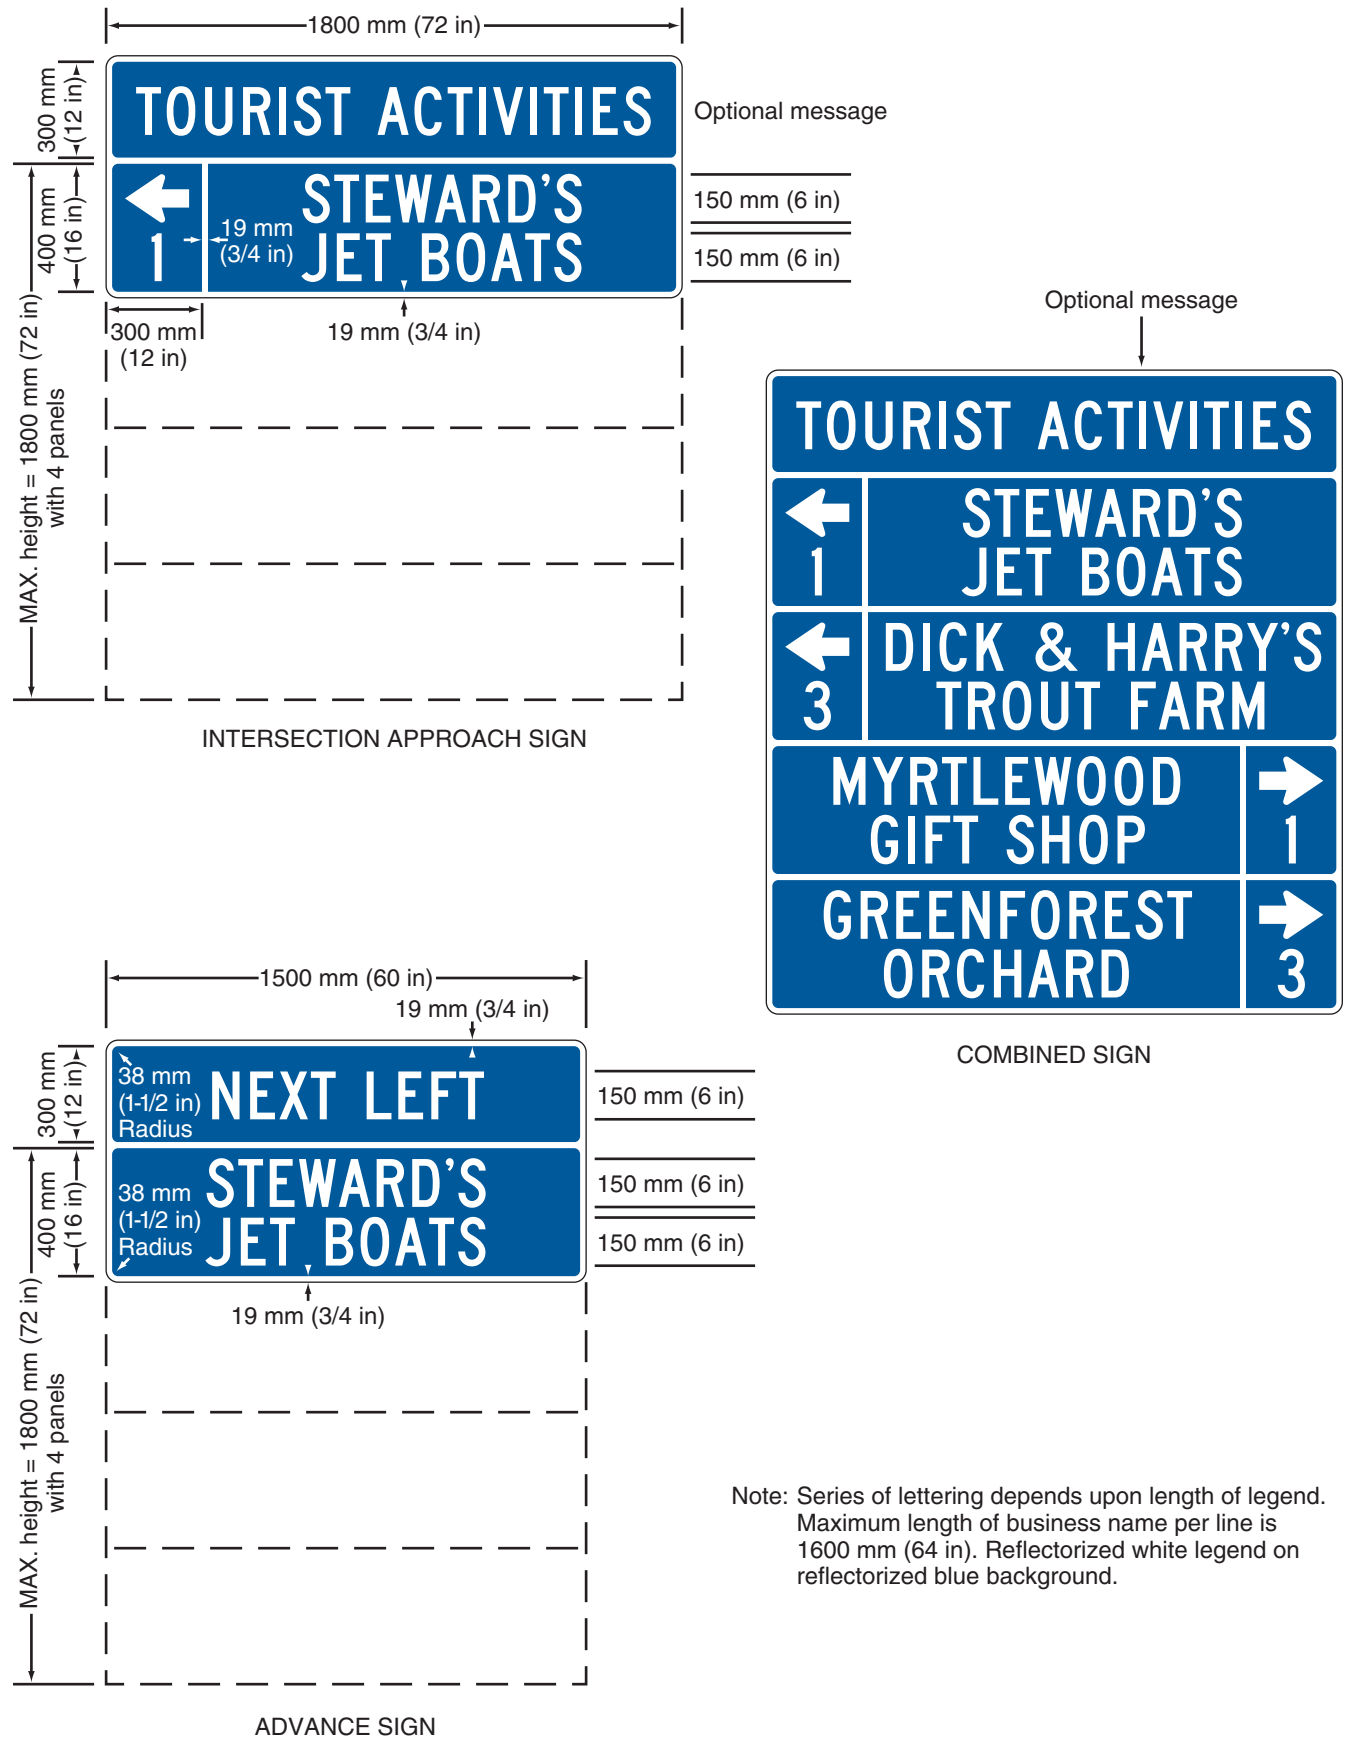 1800 mm (72 in)
300 mm
(12 in)
TOURIST ACTIVITIES
Optional message
400 mm
(16 in)
1
19 mm
(3/4 in)
STEWARD'S
JET BOATS
150 mm (6 in)
150 mm (6 in)
300 mm
(12 in)
19 mm (3/4 in)
MAX. height = 1800 mm (72 in)
with 4 panels
INTERSECTION APPROACH SIGN
Optional message
TOURIST ACTIVITIES
1
STEWARD'S
JET BOATS
3
DICK & HARRY'S
TROUT FARM
MYRTLEWOOD
GIFT SHOP
1
GREENFOREST
ORCHARD
3
COMBINED SIGN
1500 mm (60 in)
19 mm (3/4 in)
300 mm
(12 in)
38 mm
(1-1/2 in)
Radius
NEXT LEFT
150 mm (6 in)
400 mm
(16 in)
38 mm
(1-1/2 in)
Radius
STEWARD'S
JET BOATS
150 mm (6 in)
150 mm (6 in)
19 mm (3/4 in)
MAX. height = 1800 mm (72 in)
with 4 panels
ADVANCE SIGN
Note: Series of lettering depends upon length of legend.
Maximum length of business name per line is
1600 mm (64 in). Reflectorized white legend on
reflectorized blue background.